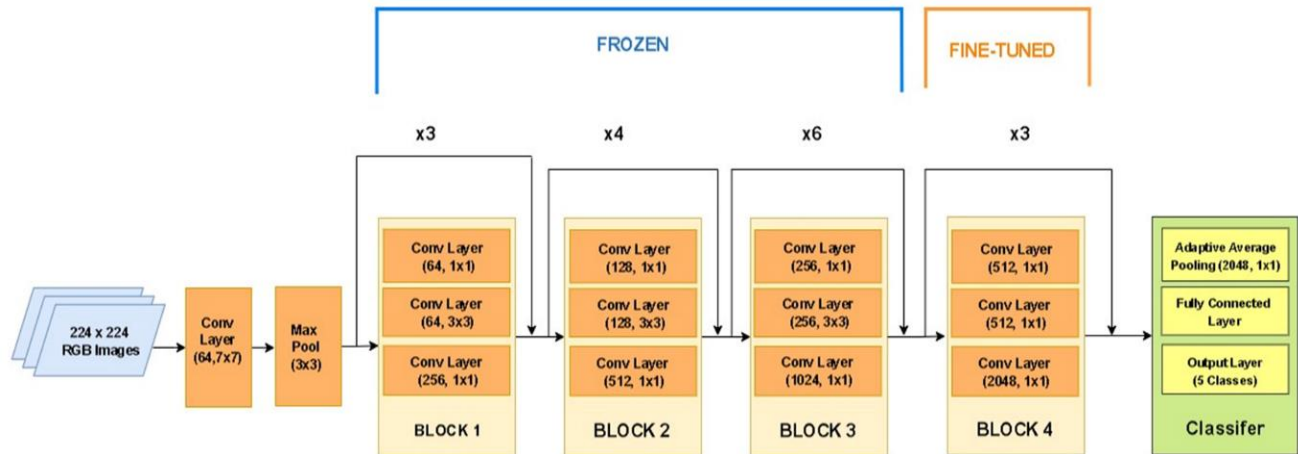 FROZEN
FINE-TUNED
x3
x4
x6
x3
224 x 224
RGB Images
Conv
Layer
(64,7x7)
Max
Pool
(3x3)
Conv Layer
(64, 1x1)
Conv Layer
(64, 3x3)
Conv Layer
(256, 1x1)
BLOCK 1
Conv Layer
(128, 1x1)
Conv Layer
(128, 3x3)
Conv Layer
(512, 1x1)
BLOCK 2
Conv Layer
(256, 1x1)
Conv Layer
(256, 3x3)
Conv Layer
(1024, 1x1)
BLOCK 3
Conv Layer
(512, 1x1)
Conv Layer
(512, 1x1)
Conv Layer
(2048, 1x1)
BLOCK 4
Adaptive Average
Pooling (2048, 1x1)
Fully Connected
Layer
Output Layer
(5 Classes)
Classifer